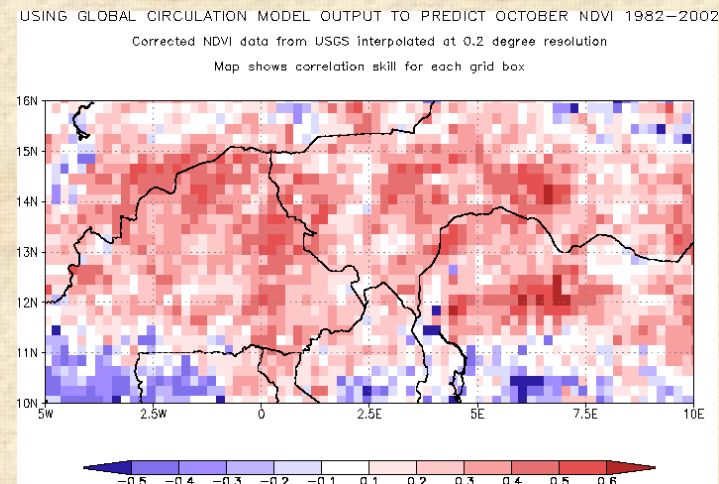 USING GLOBAL CIRCULATION MODEL OUTPUT TO PREDICT OCTOBER NDVI 1982-2002
Corrected NDVI data from USGS interpolated at 0.2 degree resolution
Map shows correlation skill for each grid box
16N
15N
14N
13N
12N
11N
10N
5W 2.5W 0 2.5E 5E 7.5E 10E
-0.5 -0.4 -0.3 -0.2 -0.1 0.1 0.2 0.3 0.4 0.5 0.6